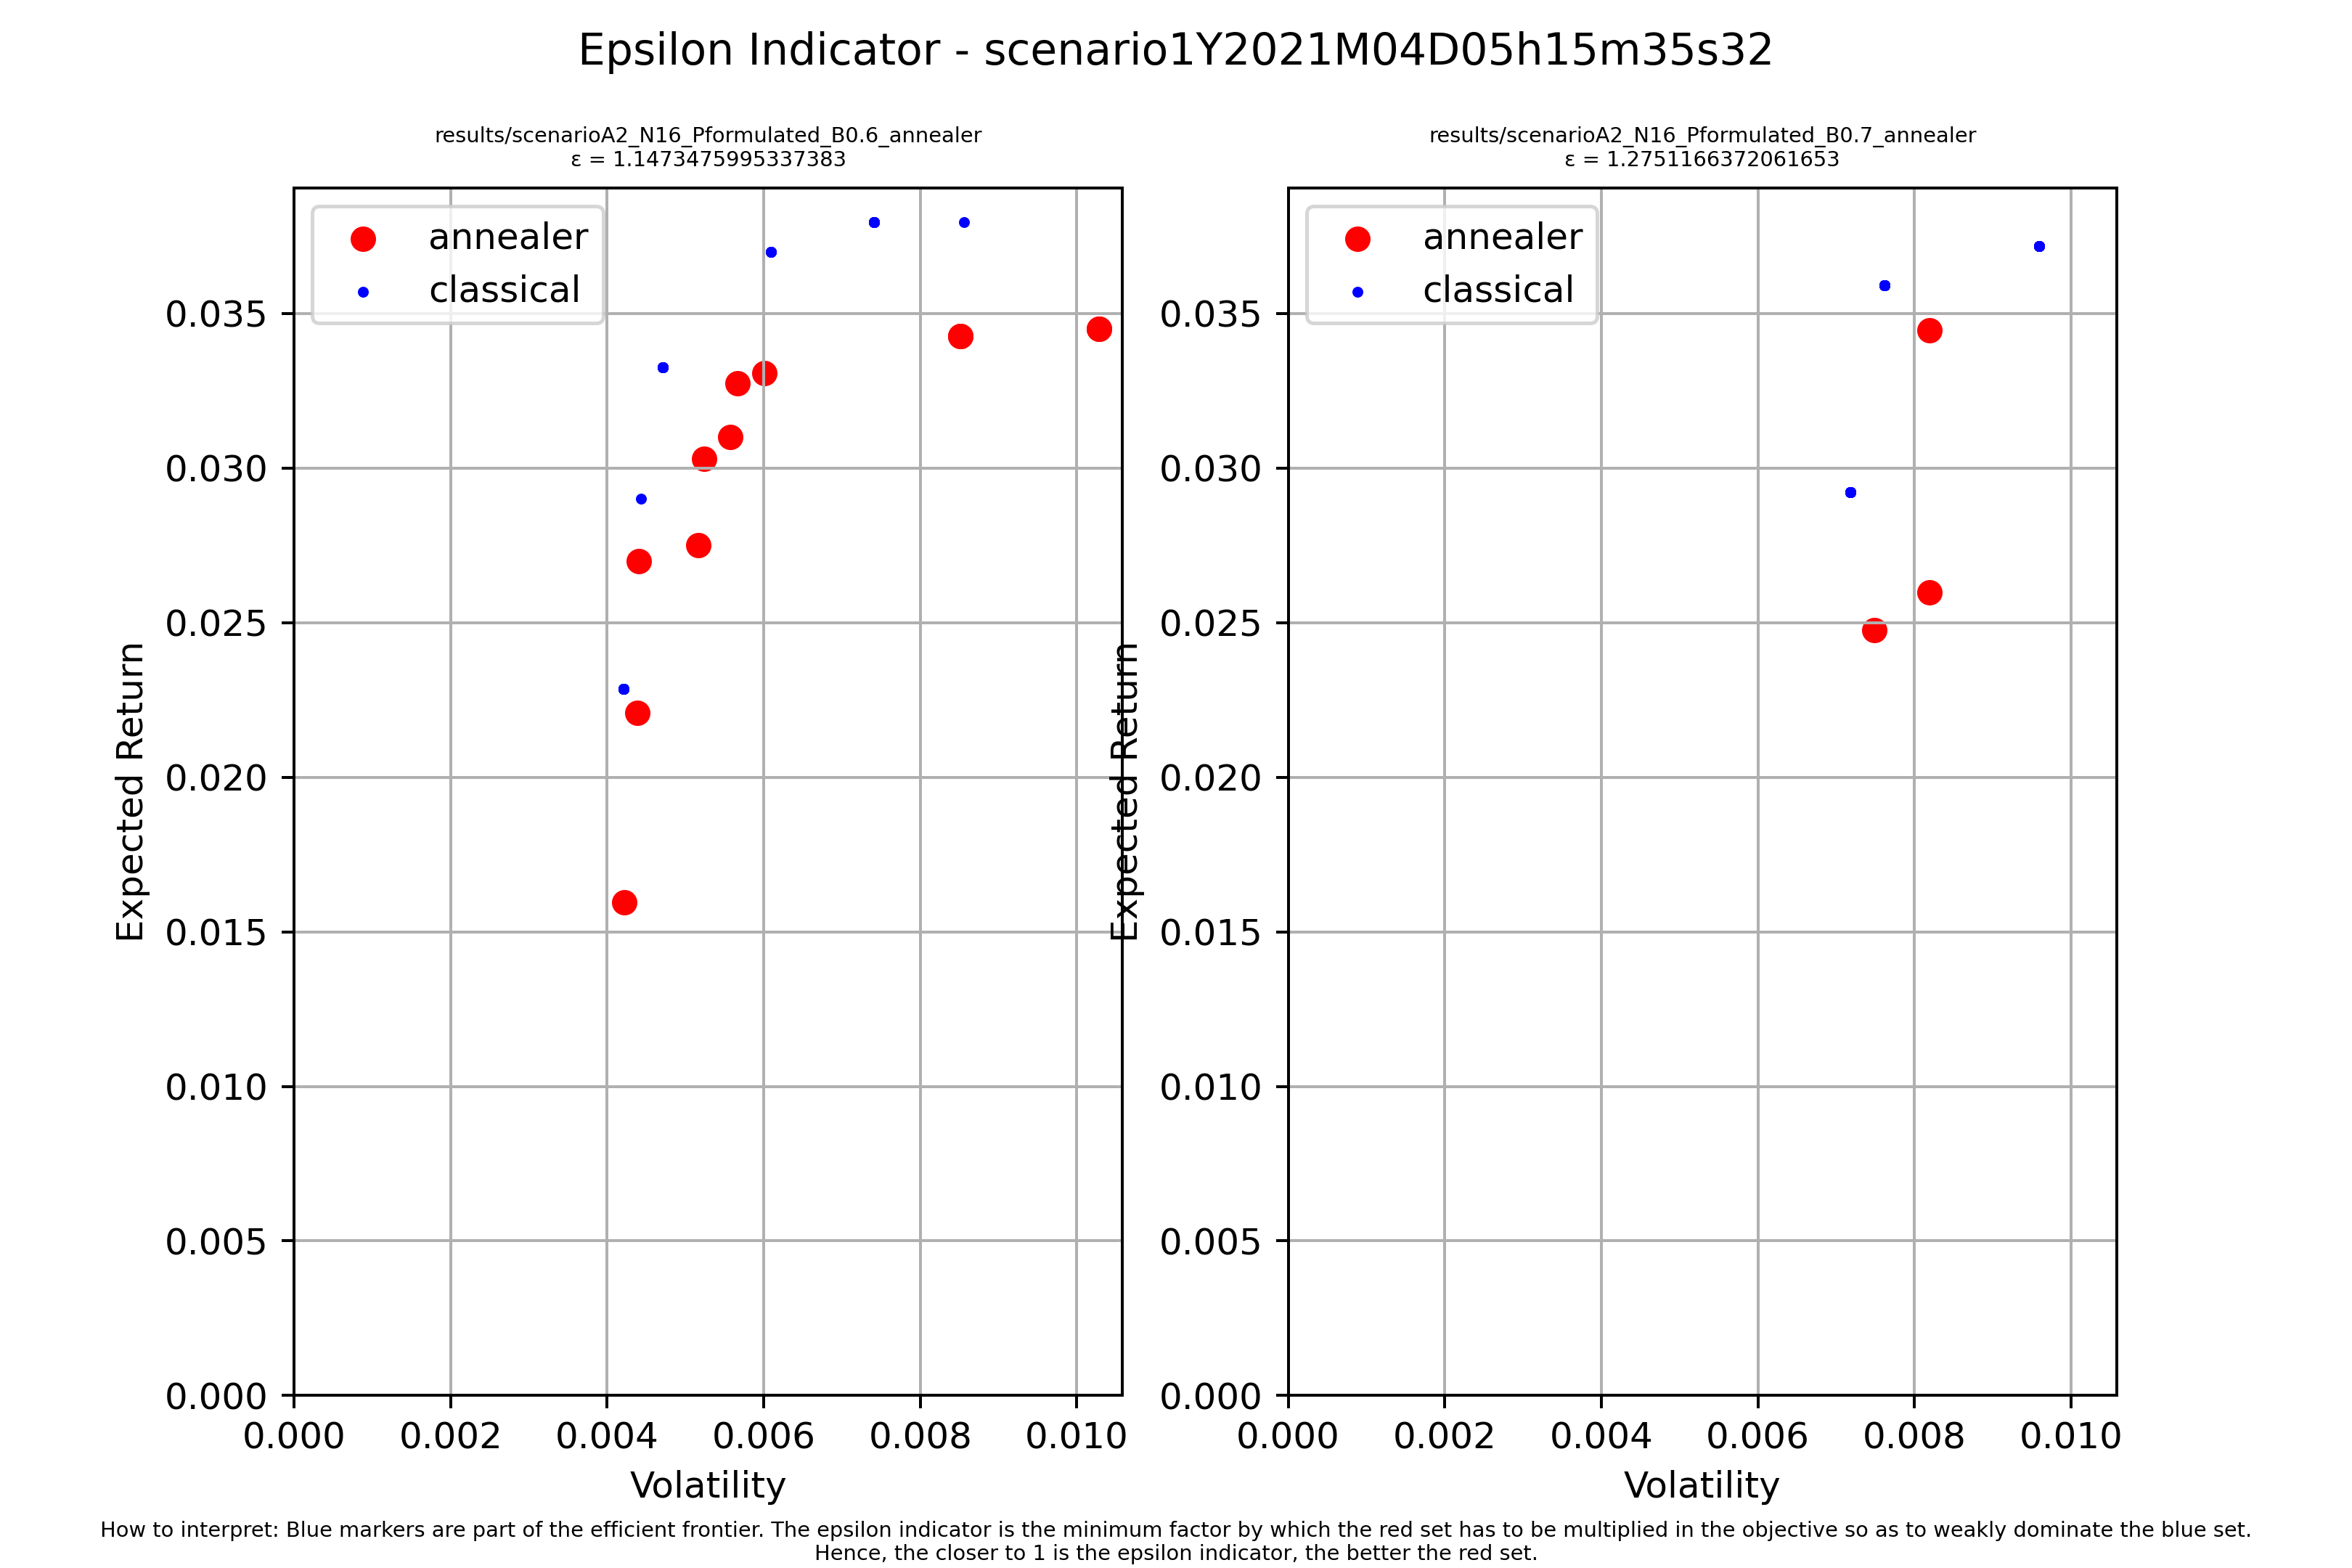 Epsilon Indicator - scenario1Y2021M04D05h15m35s32
results/scenarioA2_N16_Pformulated_B0.6_annealer
ε = 1.1473475995337383
annealer
classical
0.035
0.030
0.025
0.020
0.015
0.010
0.005
0.000
Expected Return
0.000 0.002 0.004 0.006 0.008 0.010
Volatility
results/scenarioA2_N16_Pformulated_B0.7_annealer
ε = 1.2751166372061653
annealer
classical
0.035
0.030
0.025
0.020
0.015
0.010
0.005
0.000
Expected Return
0.000 0.002 0.004 0.006 0.008 0.010
Volatility
How to interpret: Blue markers are part of the efficient frontier. The epsilon indicator is the minimum factor by which the red set has to be multiplied in the objective so as to weakly dominate the blue set.
Hence, the closer to 1 is the epsilon indicator, the better the red set.